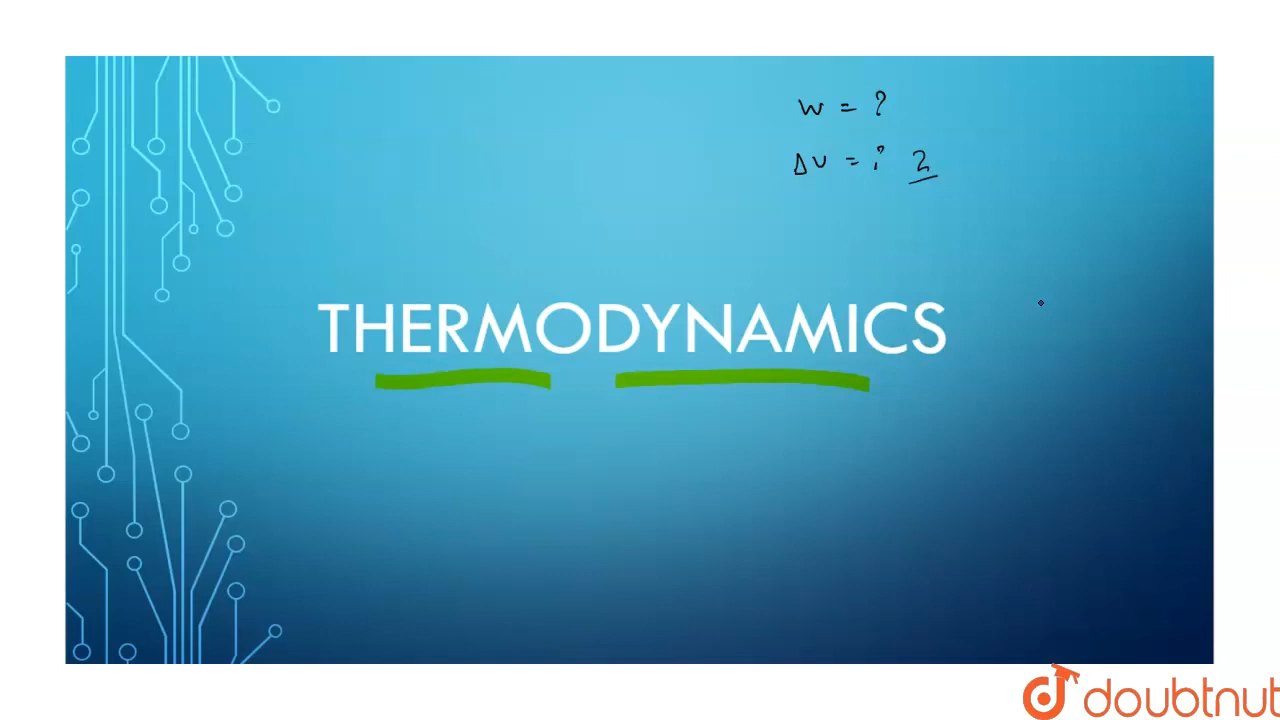 w = ?
ΔU = ? 2
THERMODYNAMICS
doubtnut